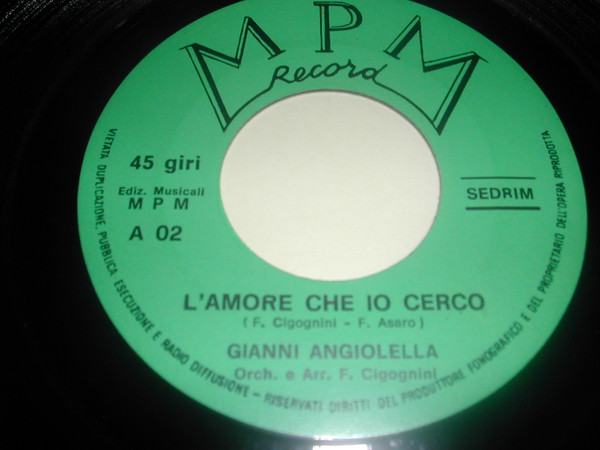 MPM
Record
45 giri
Ediz. Musicali
MPM
A 02
SEDRIM
L'AMORE CHE IO CERCO
(F. Cigognini - F. Asaro)
GIANNI ANGIOLELLA
Orch. e Arr. F. Cigognini
VIETATA DUPLICAZIONE, PUBBLICA ESECUZIONE E RADIO DIFFUSIONE - RISERVATI DIRITTI DEL PRODUTTORE FONOGRAFICO E DEL PROPRIETARIO DELL'OPERA RIPRODOTTA